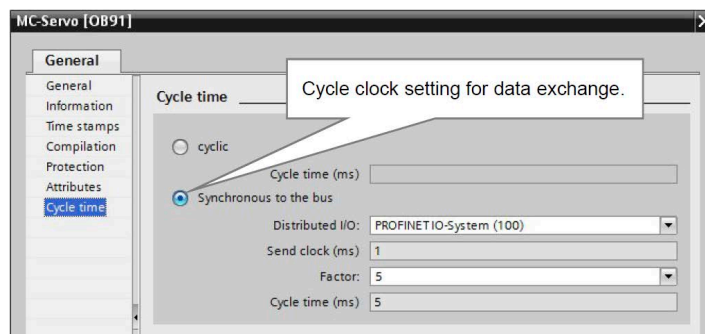 MC-Servo [OB91]
General
General
Information
Time stamps
Compilation
Protection
Attributes
Cycle time
Cycle time
Cycle clock setting for data exchange.
cyclic
Cycle time (ms)
Synchronous to the bus
Distributed I/O: PROFINET IO-System (100)
Send clock (ms) 1
Factor: 5
Cycle time (ms) 5